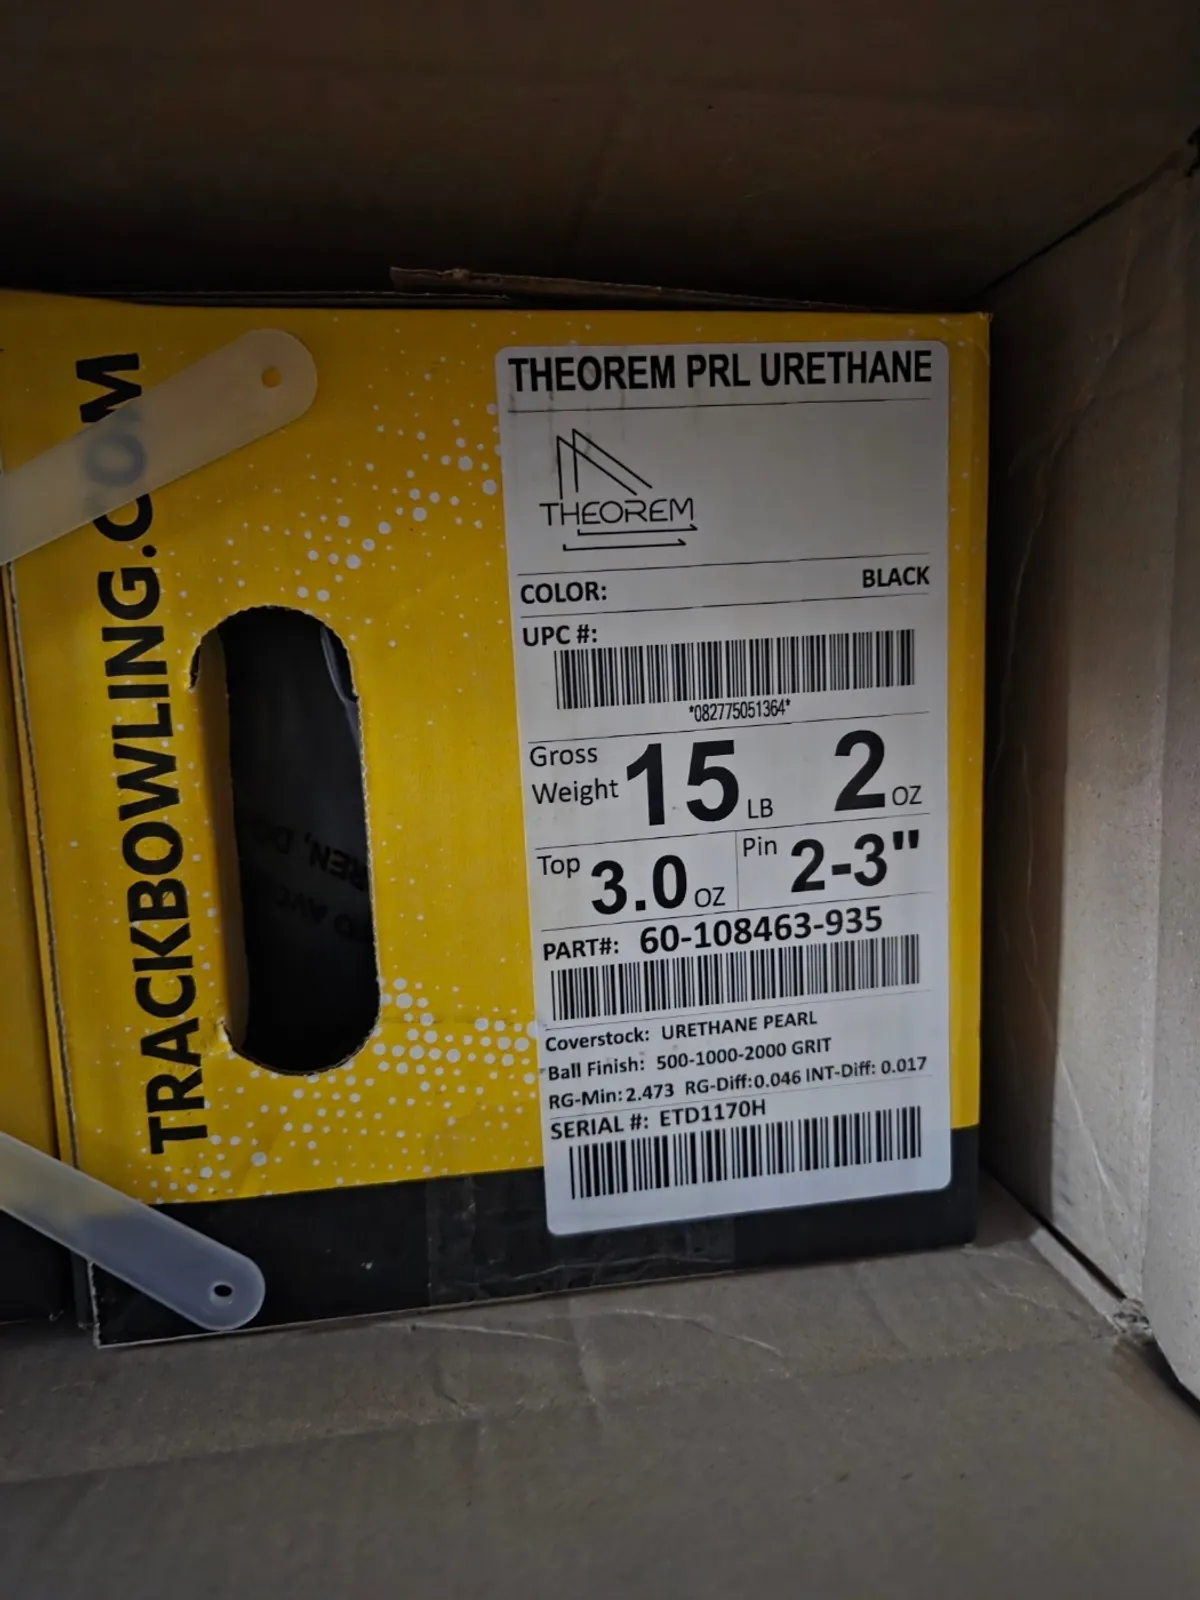 TRACKBOWLING.COM
THEOREM PRL URETHANE
THEOREM
COLOR: BLACK
UPC #:
*082775051364*
Gross Weight 15 LB 2 OZ
Top 3.0 OZ Pin 2-3"
PART#: 60-108463-935
Coverstock: URETHANE PEARL
Ball Finish: 500-1000-2000 GRIT
RG-Min: 2.473 RG-Diff: 0.046 INT-Diff: 0.017
SERIAL #: ETD1170H